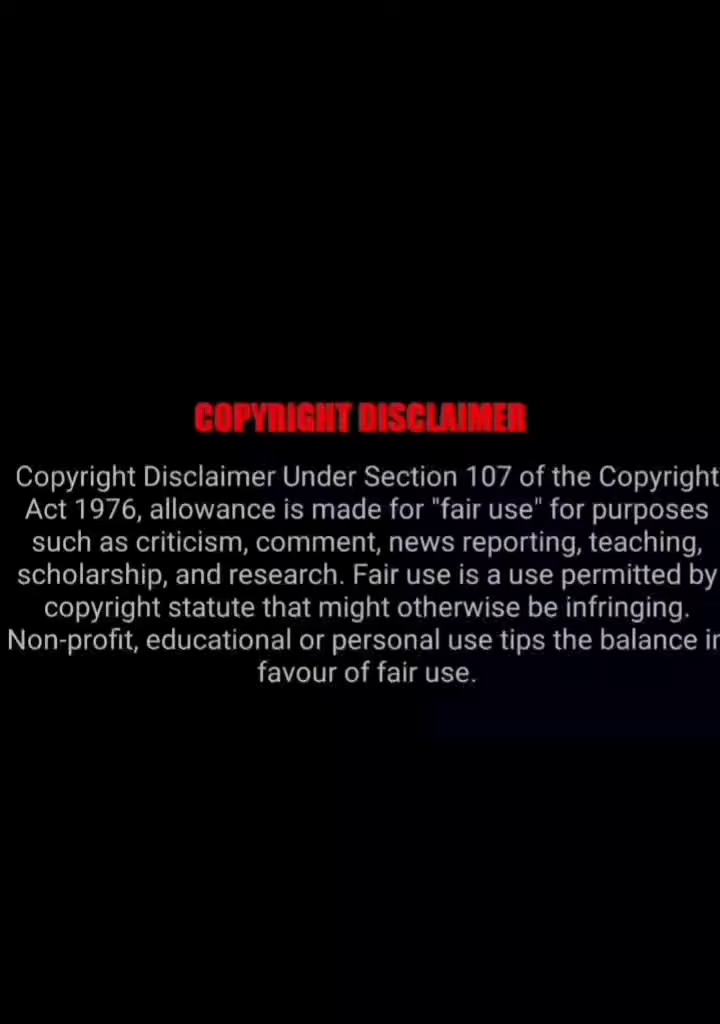 COPYRIGHT DISCLAIMER
Copyright Disclaimer Under Section 107 of the Copyright
Act 1976, allowance is made for "fair use" for purposes
such as criticism, comment, news reporting, teaching,
scholarship, and research. Fair use is a use permitted by
copyright statute that might otherwise be infringing.
Non-profit, educational or personal use tips the balance in
favour of fair use.